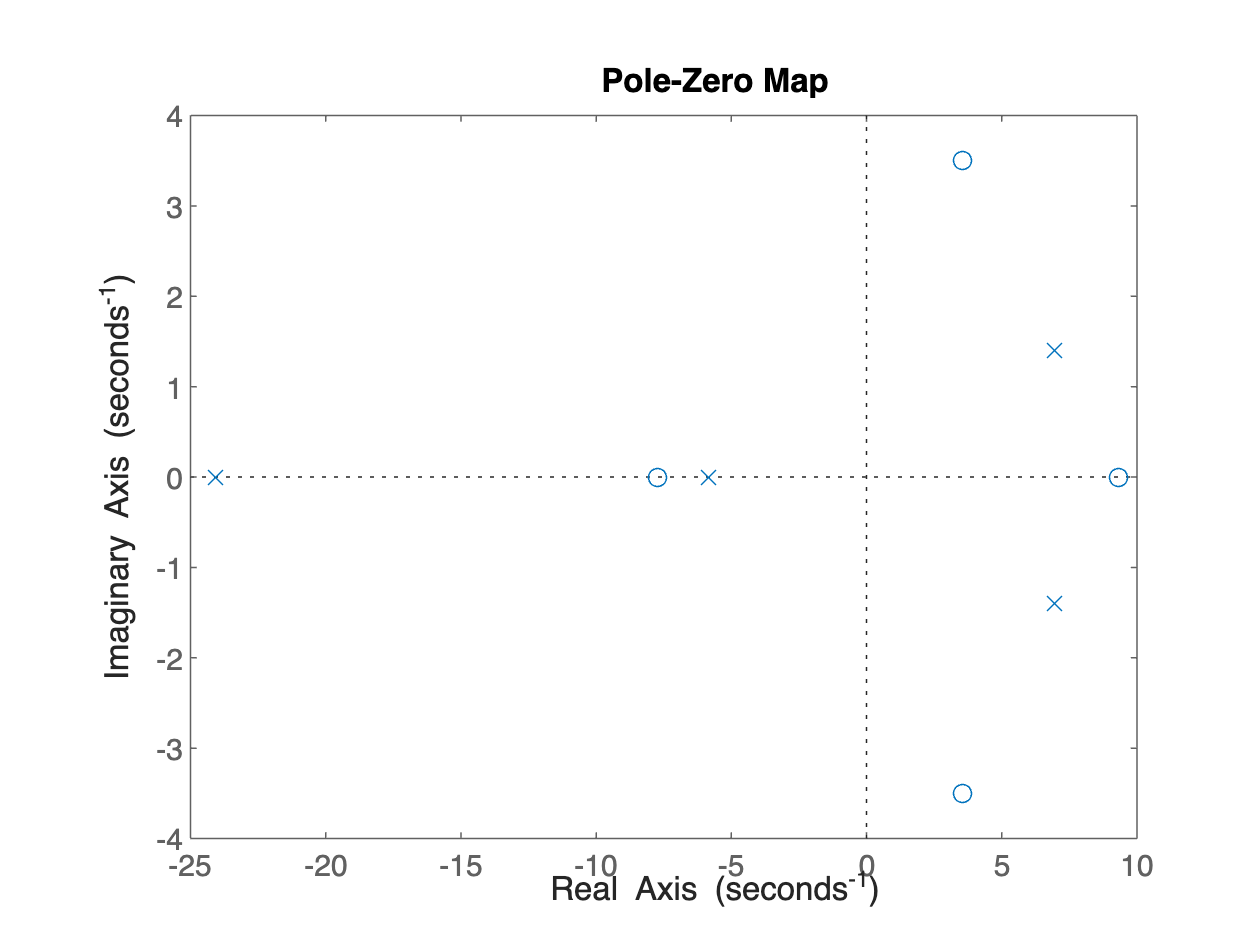 Pole-Zero Map
4
3
2
1
0
-1
-2
-3
-4
Imaginary Axis (seconds⁻¹)
-25 -20 -15 -10 -5 0 5 10
Real Axis (seconds⁻¹)